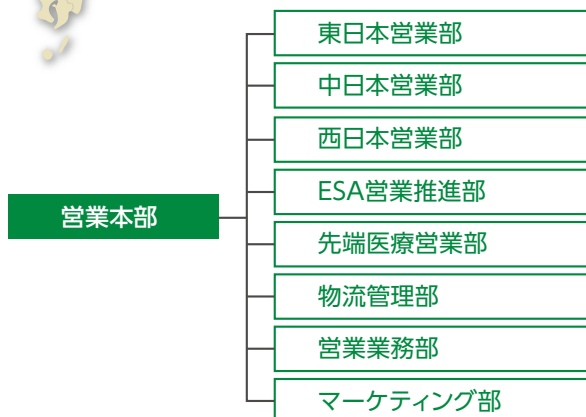 東日本営業部
中日本営業部
西日本営業部
ESA営業推進部
営業本部
先端医療営業部
物流管理部
営業業務部
マーケティング部